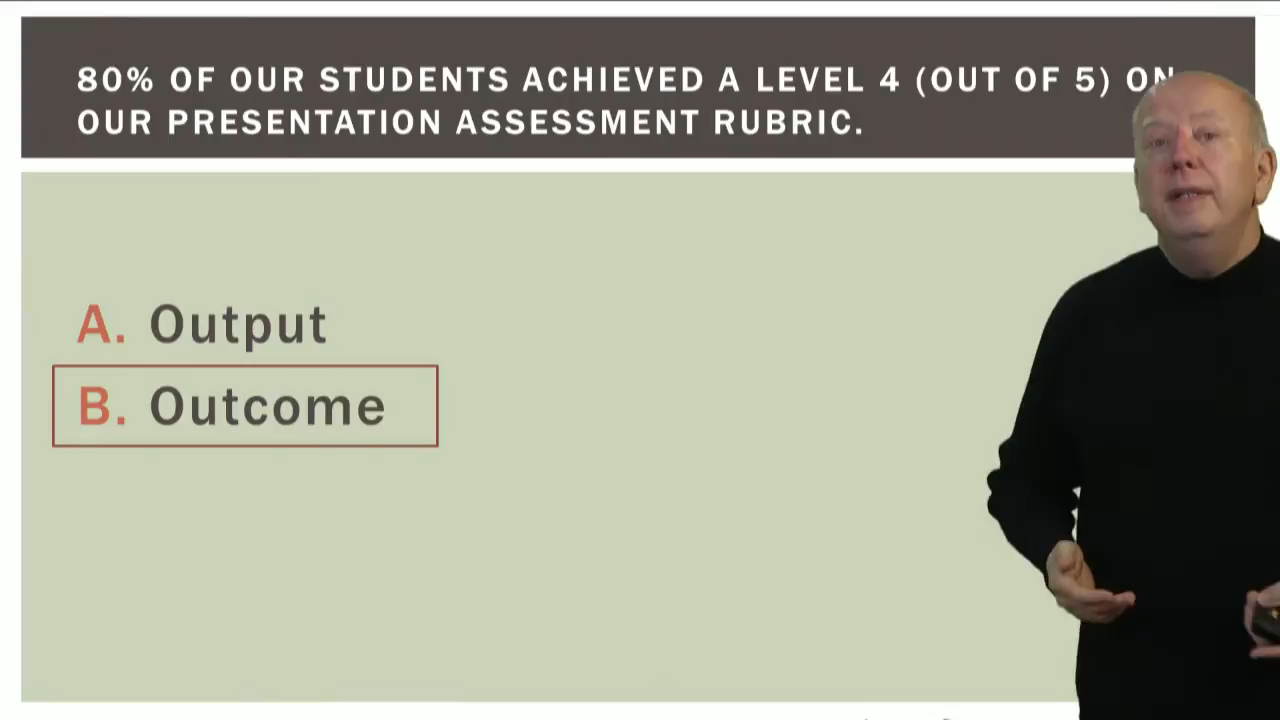 80% OF OUR STUDENTS ACHIEVED A LEVEL 4 (OUT OF 5) ON
OUR PRESENTATION ASSESSMENT RUBRIC.
A. Output
B. Outcome